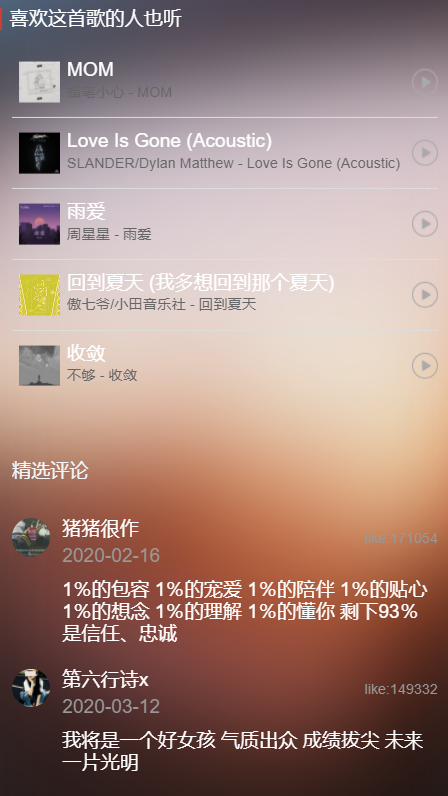 喜欢这首歌的人也听
MOM
蜡笔小心 - MOM
Love Is Gone (Acoustic)
SLANDER/Dylan Matthew - Love Is Gone (Acoustic)
雨爱
周星星 - 雨爱
回到夏天 (我多想回到那个夏天)
傲七爷/小田音乐社 - 回到夏天
收敛
不够 - 收敛
精选评论
猪猪很作
like:171054
2020-02-16
1%的包容 1%的宠爱 1%的陪伴 1%的贴心
1%的想念 1%的理解 1%的懂你 剩下93%
是信任、忠诚
第六行诗x
like:149332
2020-03-12
我将是一个好女孩 气质出众 成绩拔尖 未来
一片光明